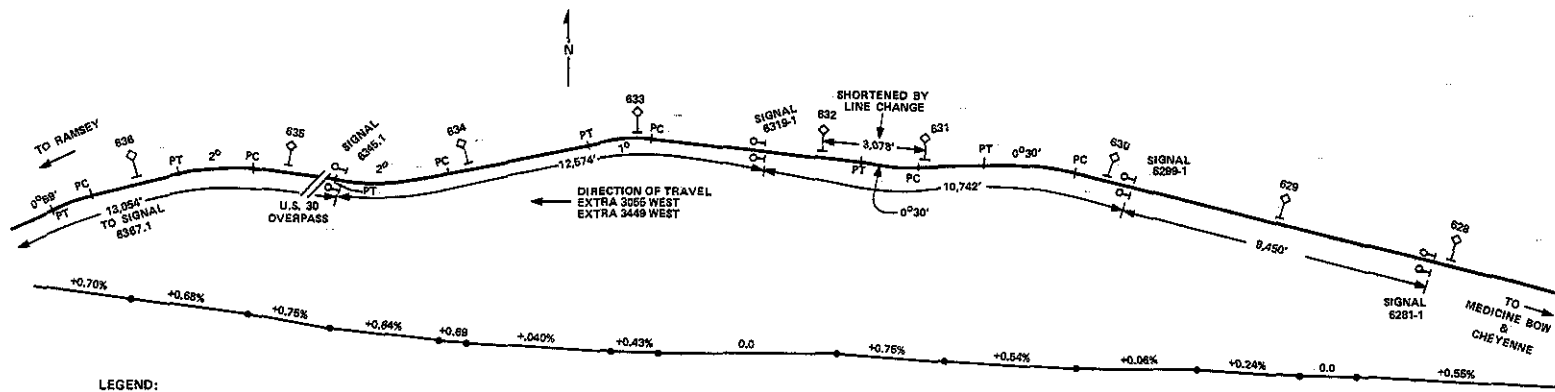 N
TO RAMSEY
636
PT
2°
PC
635
SIGNAL
6345.1
634
PT
633
PC
SIGNAL
6319-1
632
SHORTENED BY
LINE CHANGE
3,078'
631
PT
0°30'
PC
630
SIGNAL
6299-1
629
628
0°59'
PC
PT
13,054'
TO SIGNAL
6367.1
U.S. 30
OVERPASS
PT
2°
PC
12,574'
1°
DIRECTION OF TRAVEL
EXTRA 3055 WEST
EXTRA 3449 WEST
PT
PC
0°30'
10,742'
8,450'
SIGNAL
6281-1
TO
MEDICINE BOW
&
CHEYENNE
+0.70%
+0.68%
+0.75%
+0.64%
+0.69
+.040%
+0.43%
0.0
+0.75%
+0.54%
+0.06%
+0.24%
0.0
+0.55%
LEGEND: